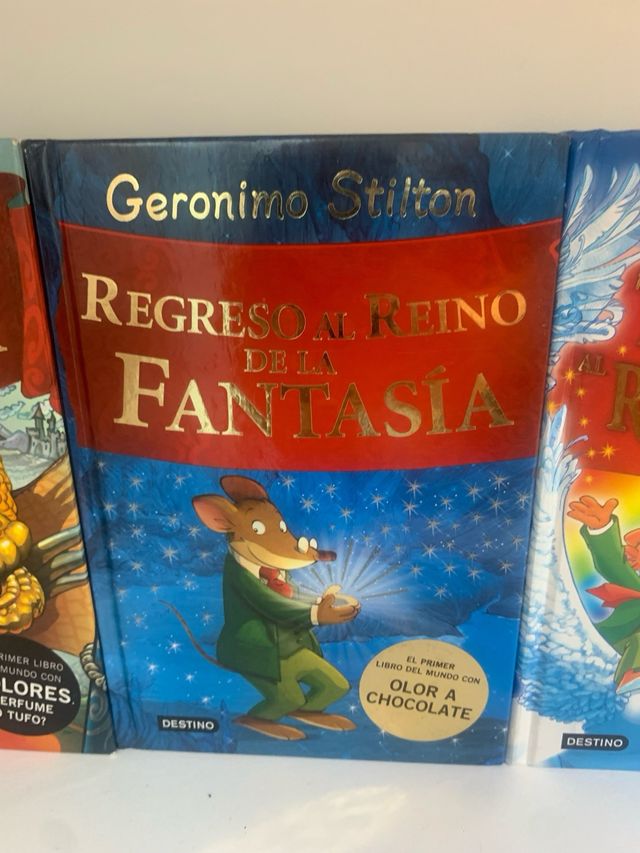 Geronimo Stilton
REGRESO AL REINO
DE LA
FANTASÍA
EL PRIMER
LIBRO DEL MUNDO CON
OLOR A
CHOCOLATE
DESTINO
RIMER LIBRO
MUNDO CON
OLORES.
ERFUME
O TUFO?
AL
R
DESTINO